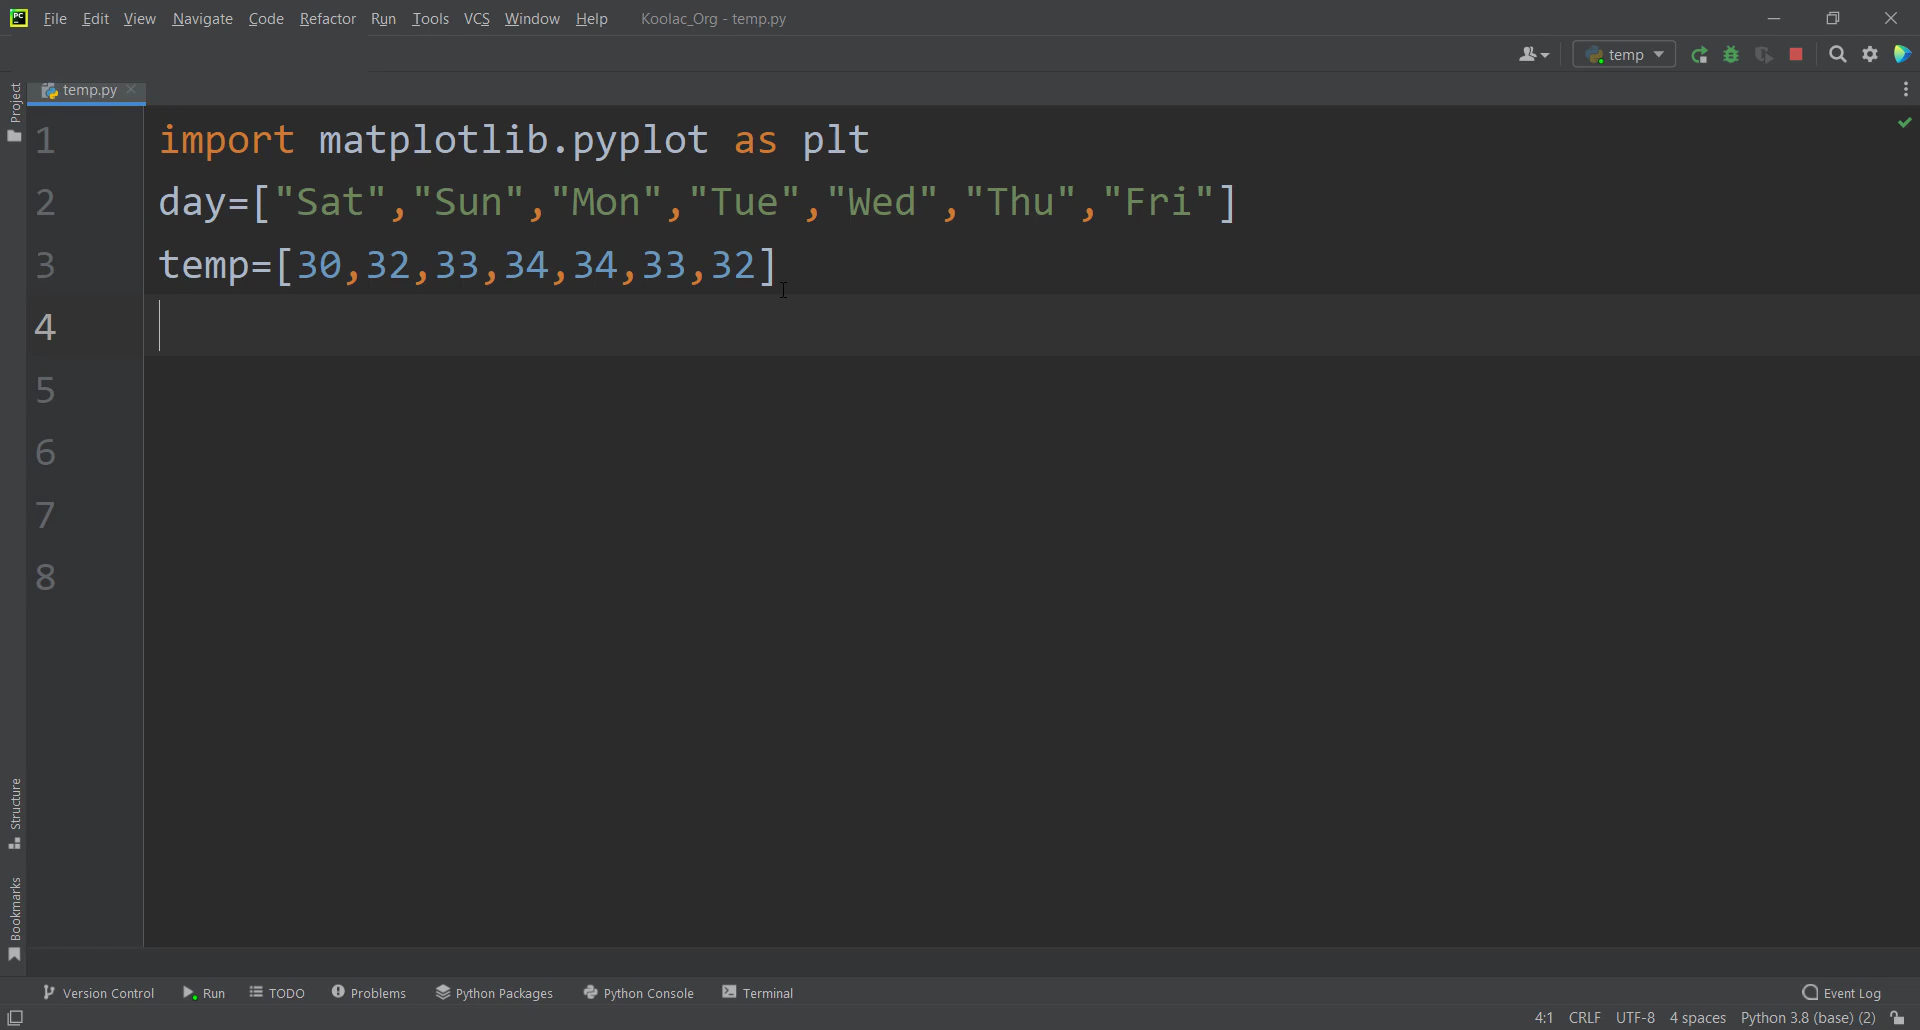 PC File Edit View Navigate Code Refactor Run Tools VCS Window Help Koolac_Org - temp.py
temp
Project
temp.py
1 import matplotlib.pyplot as plt
2 day=["Sat","Sun","Mon","Tue","Wed","Thu","Fri"]
3 temp=[30,32,33,34,34,33,32]
4
5
6
7
8
Structure
Bookmarks
Version Control Run TODO Problems Python Packages Python Console Terminal Event Log
4:1 CRLF UTF-8 4 spaces Python 3.8 (base) (2)